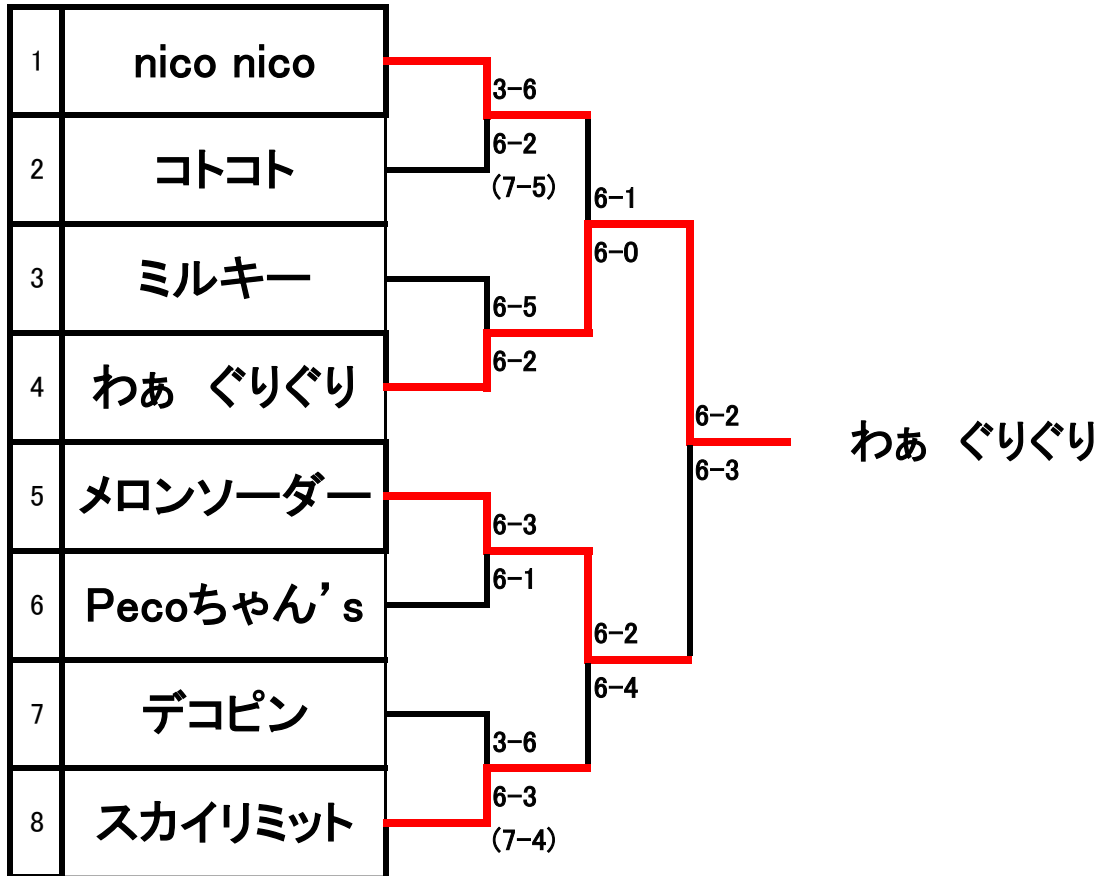 1 nico nico
3-6
6-2
(7-5)
2 コトコト
6-1
6-0
3 ミルキー
6-5
6-2
4 わぁ　ぐりぐり
6-2
6-3
わぁ　ぐりぐり
5 メロンソーダー
6-3
6-1
6 Pecoちゃん’s
6-2
6-4
7 デコピン
3-6
6-3
(7-4)
8 スカイリミット